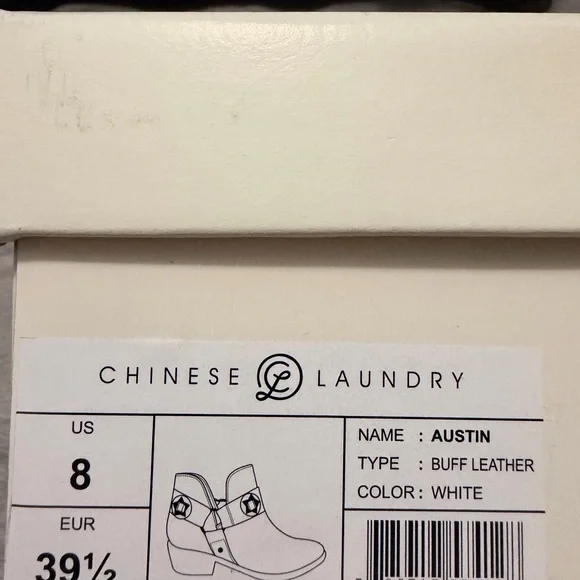 CHINESE LAUNDRY
US
8
EUR
39½
NAME : AUSTIN
TYPE : BUFF LEATHER
COLOR : WHITE